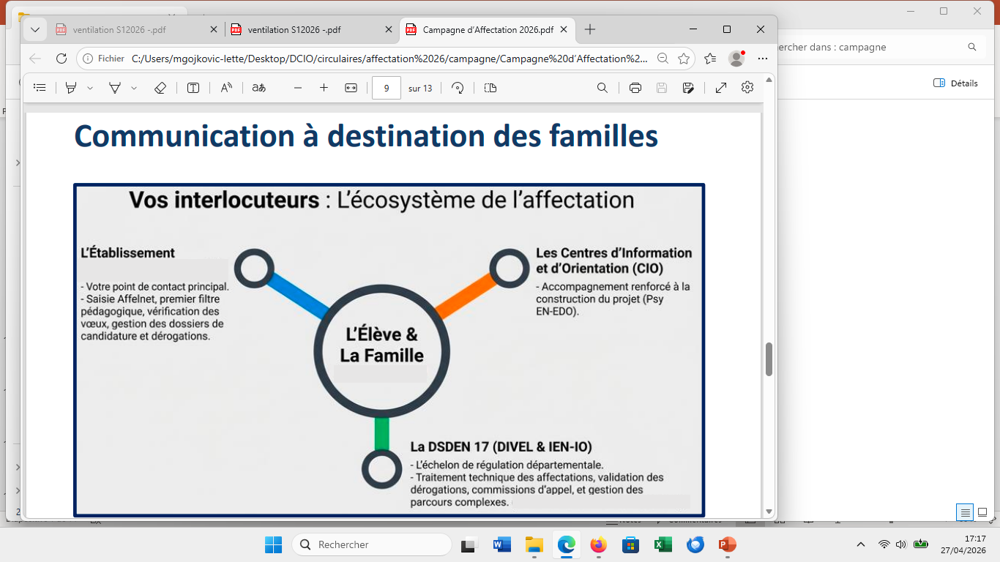 ventilation S12026 -.pdf
ventilation S12026 -.pdf
Campagne d'Affectation 2026.pdf
Fichier
C:/Users/mgojkovic-lette/Desktop/DCIO/circulaires/affectation%2026/campagne/Campagne%20d'Affectation%2...
ercher dans : campagne
9
sur 13
Détails
Communication à destination des familles
Vos interlocuteurs : L'écosystème de l'affectation
L'Établissement
- Votre point de contact principal.
- Saisie Affelnet, premier filtre
pédagogique, vérification des
vœux, gestion des dossiers de
candidature et dérogations.
Les Centres d'Information
et d'Orientation (CIO)
- Accompagnement renforcé à la
construction du projet (Psy
EN-EDO).
L'Élève &
La Famille
La DSDEN 17 (DIVEL & IEN-IO)
- L'échelon de régulation départementale.
- Traitement technique des affectations, validation des
dérogations, commissions d'appel, et gestion des
parcours complexes.
Rechercher
17:17
27/04/2026